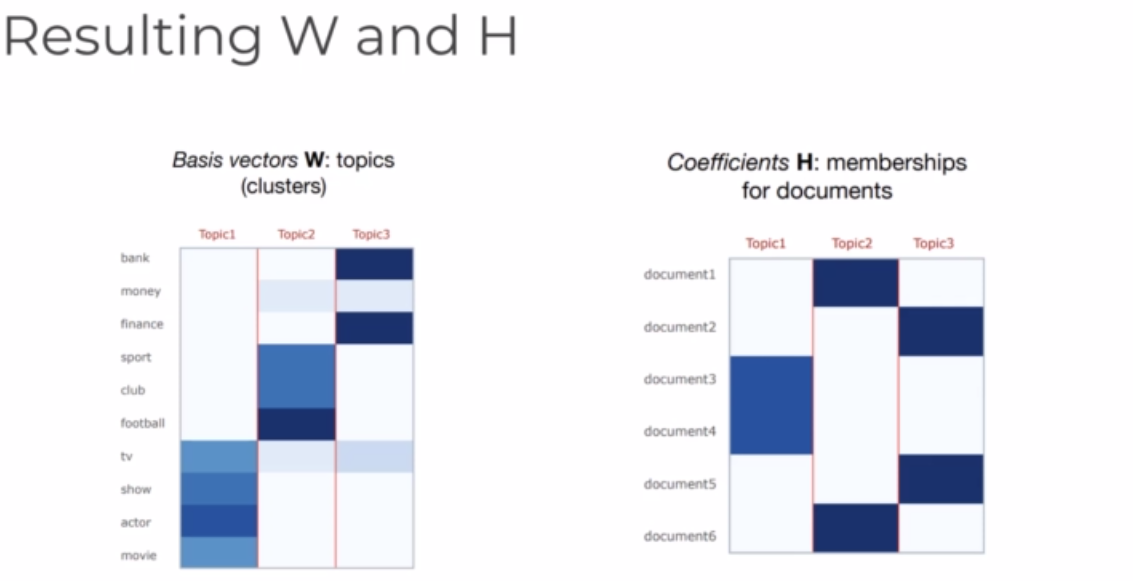 Resulting W and H
Basis vectors W: topics
(clusters)
Topic1 Topic2 Topic3
bank
money
finance
sport
club
football
tv
show
actor
movie
Coefficients H: memberships
for documents
Topic1 Topic2 Topic3
document1
document2
document3
document4
document5
document6